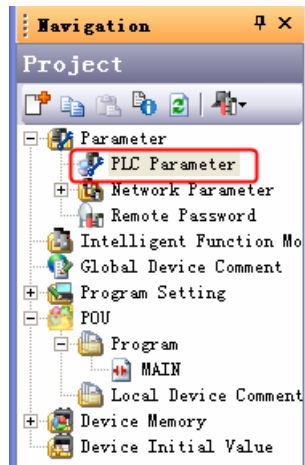 Navigation
Project
Parameter
PLC Parameter
Network Parameter
Remote Password
Intelligent Function Mo
Global Device Comment
Program Setting
POU
Program
MAIN
Local Device Comment
Device Memory
Device Initial Value